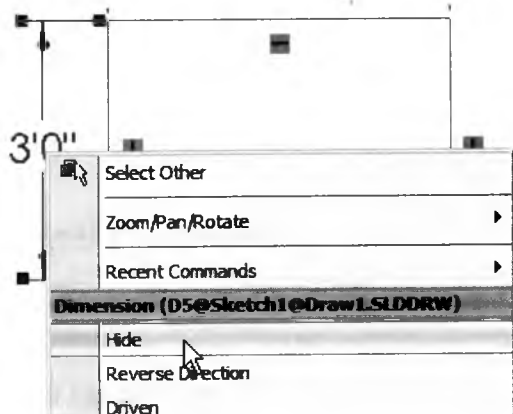 3'0"
Select Other
Zoom/Pan/Rotate
Recent Commands
Dimension (D5@Sketch1@Draw1.SLDDRW)
Hide
Reverse Direction
Driven